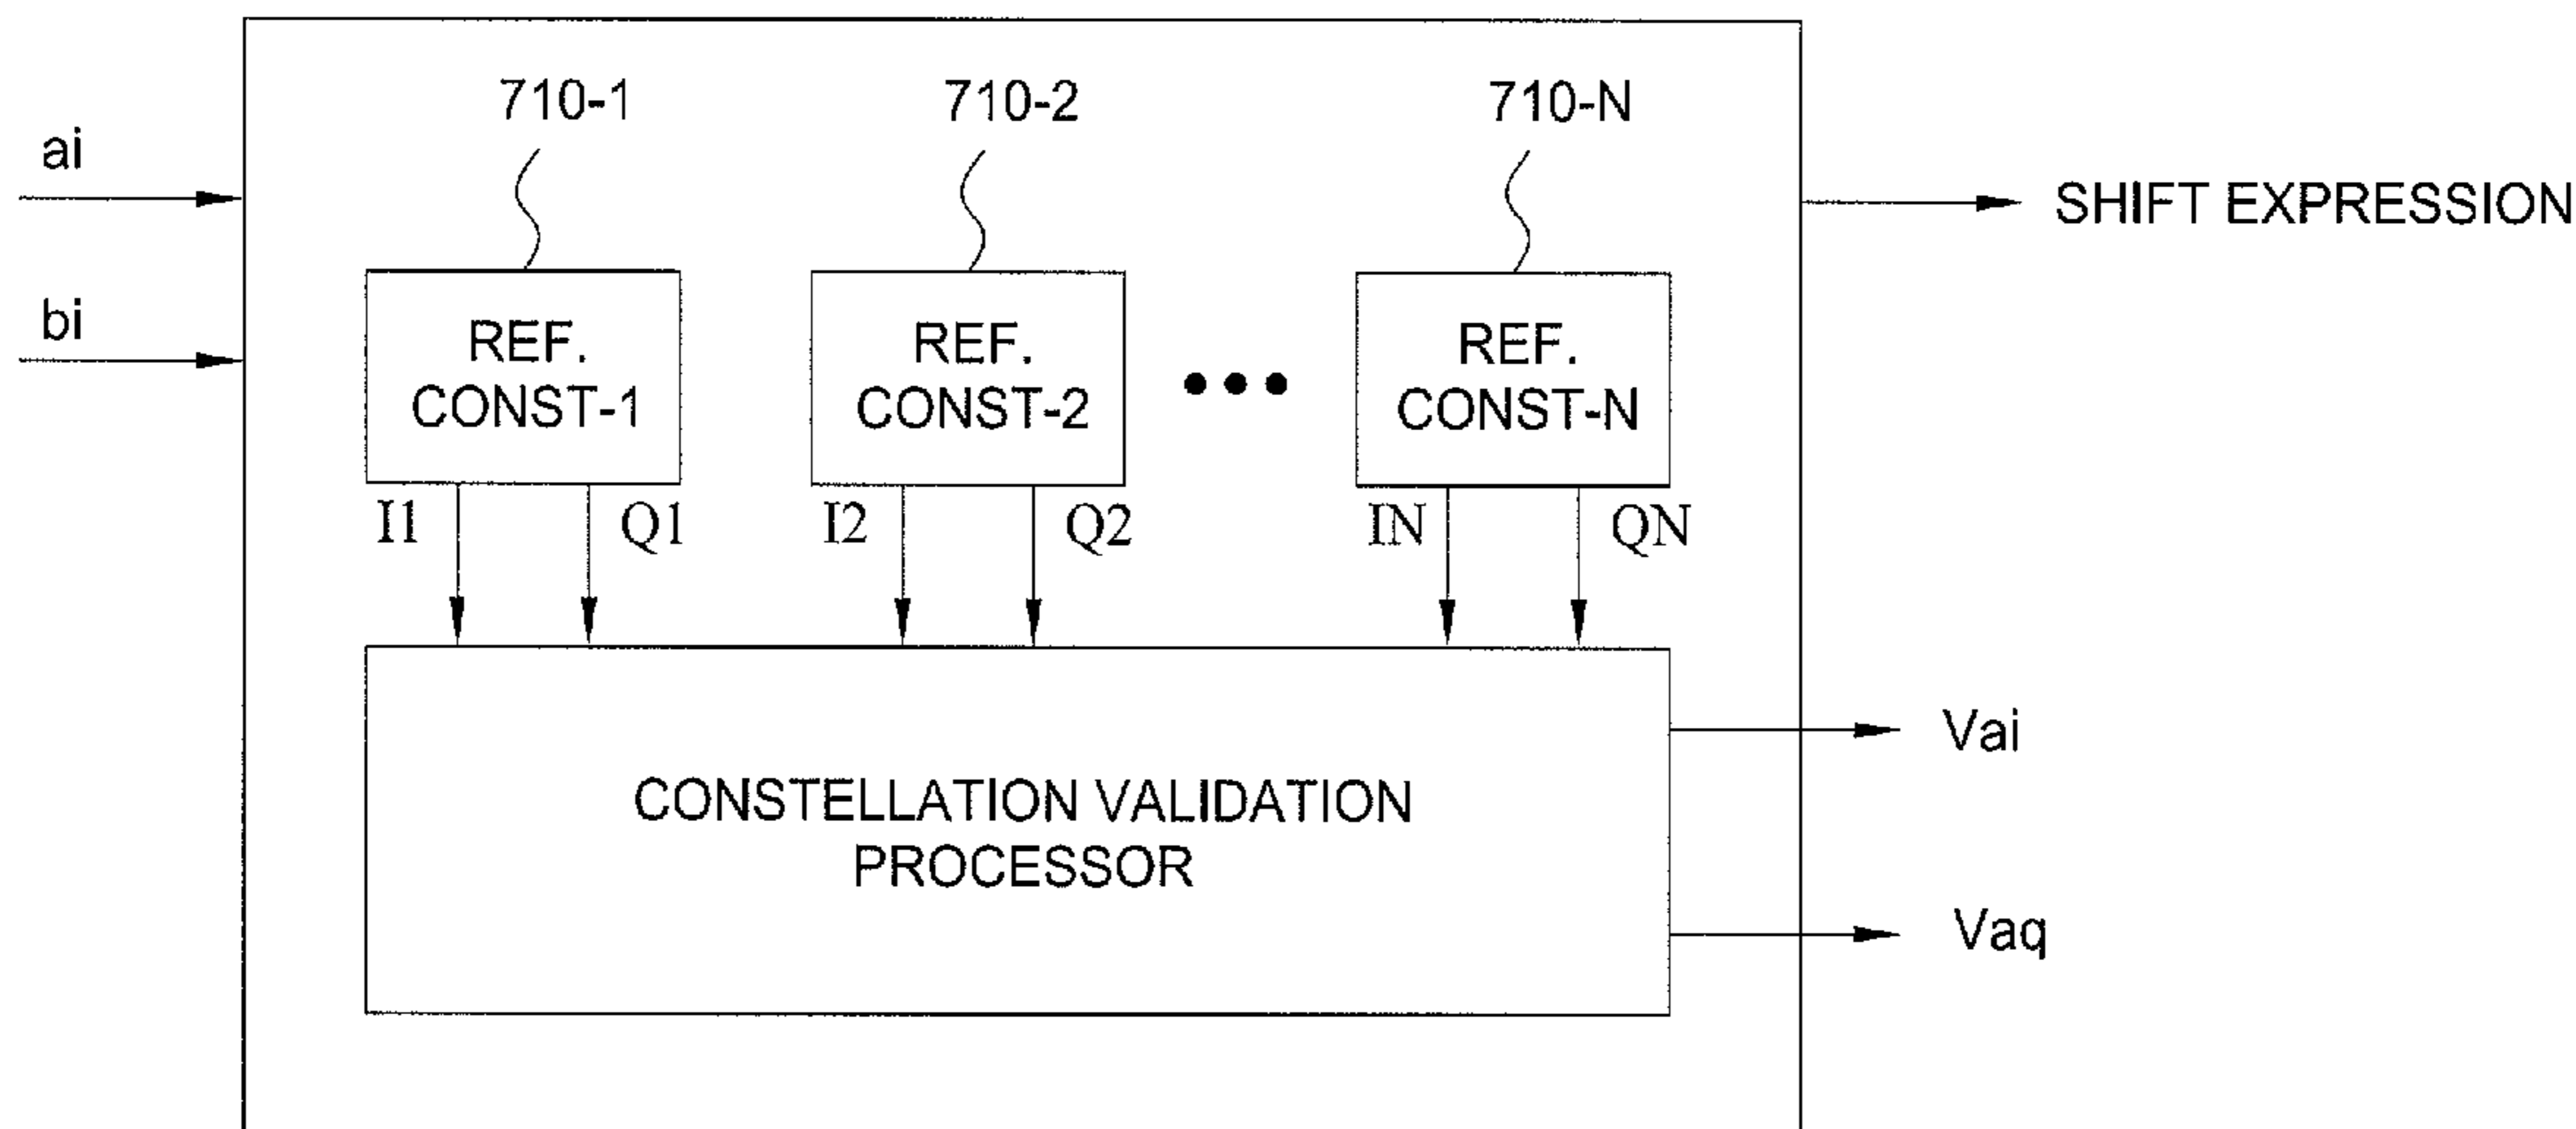 710-1
710-2
710-N
ai
SHIFT EXPRESSION
bi
REF.
CONST-1
REF.
CONST-2
REF.
CONST-N
I1
Q1
I2
Q2
IN
QN
CONSTELLATION VALIDATION
PROCESSOR
Vai
Vaq